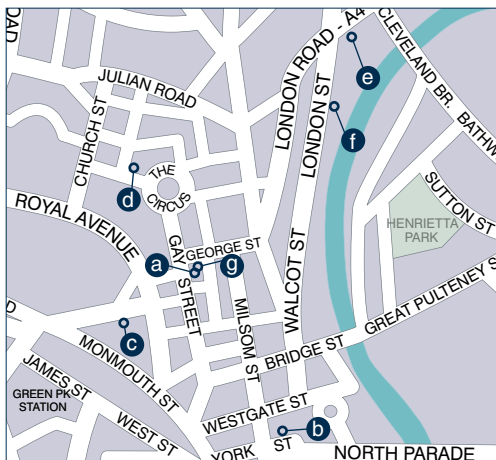 ROAD
JULIAN ROAD
CHURCH ST
LONDON ROAD - A4
LONDON ST
CLEVELAND BR.
BATHW
e
f
d
THE
CIRCUS
SUTTON ST
HENRIETTA
PARK
ROYAL AVENUE
GAY
STREET
GEORGE ST
a
g
MILSOM ST
WALCOT ST
GREAT PULTENEY S
c
D
MONMOUTH ST
BRIDGE ST
JAMES ST
GREEN PK
STATION
WEST ST
WESTGATE ST
b
YORK ST
NORTH PARADE